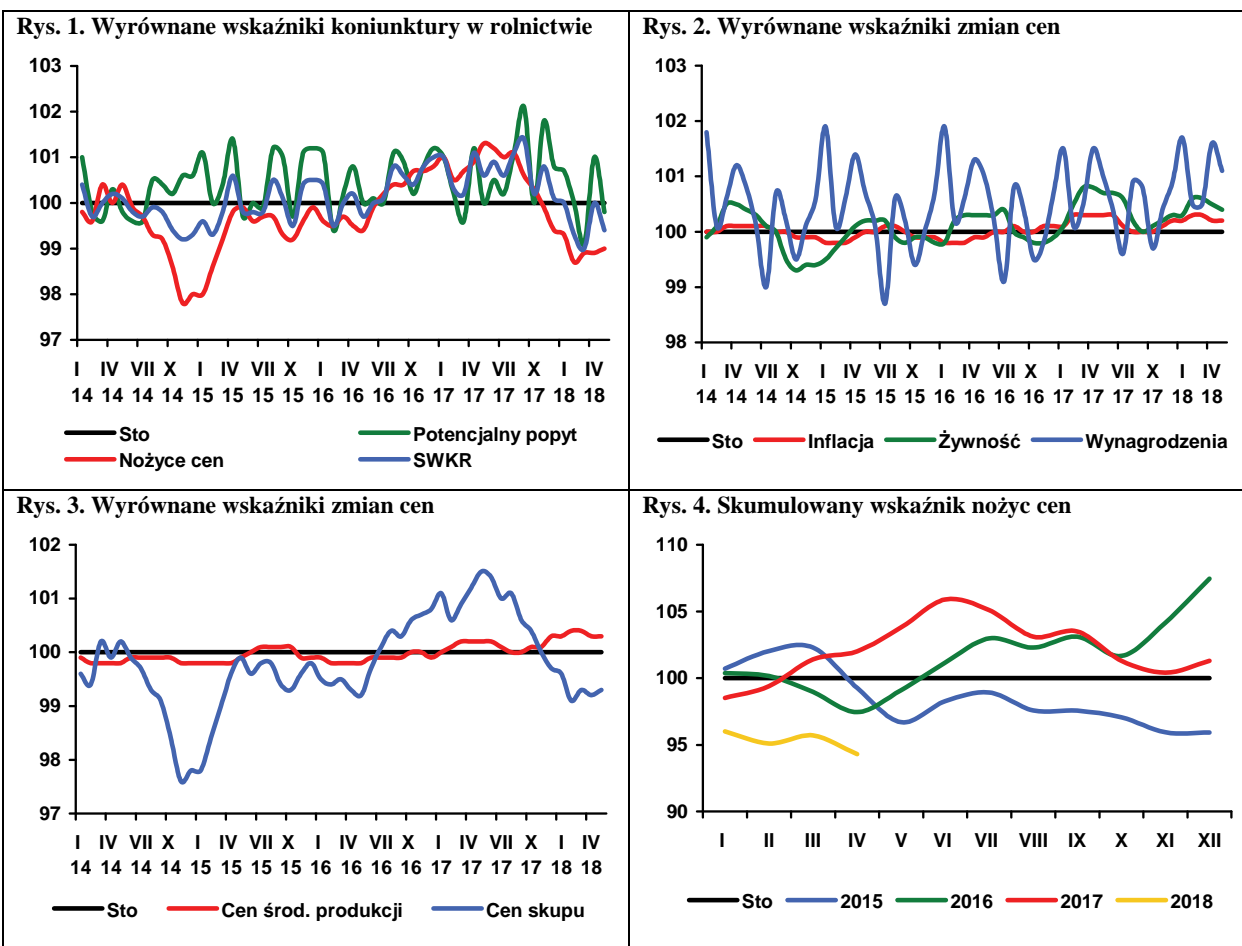 Rys. 1. Wyrównane wskaźniki koniunktury w rolnictwie
103
102
101
100
99
98
97
I IV VII X I IV VII X I IV VII X I IV VII X I IV
14 14 14 14 15 15 15 15 16 16 16 16 17 17 17 17 18 18
Sto Potencjalny popyt
Nożyce cen SWKR
Rys. 2. Wyrównane wskaźniki zmian cen
103
102
101
100
99
98
I IV VII X I IV VII X I IV VII X I IV VII X I IV
14 14 14 14 15 15 15 15 16 16 16 16 17 17 17 17 18 18
Sto Inflacja Żywność Wynagrodzenia
Rys. 3. Wyrównane wskaźniki zmian cen
102
101
100
99
98
97
I IV VII X I IV VII X I IV VII X I IV VII X I IV
14 14 14 14 15 15 15 15 16 16 16 16 17 17 17 17 18 18
Sto Cen środ. produkcji Cen skupu
Rys. 4. Skumulowany wskaźnik nożyc cen
110
105
100
95
90
I II III IV V VI VII VIII IX X XI XII
Sto 2015 2016 2017 2018